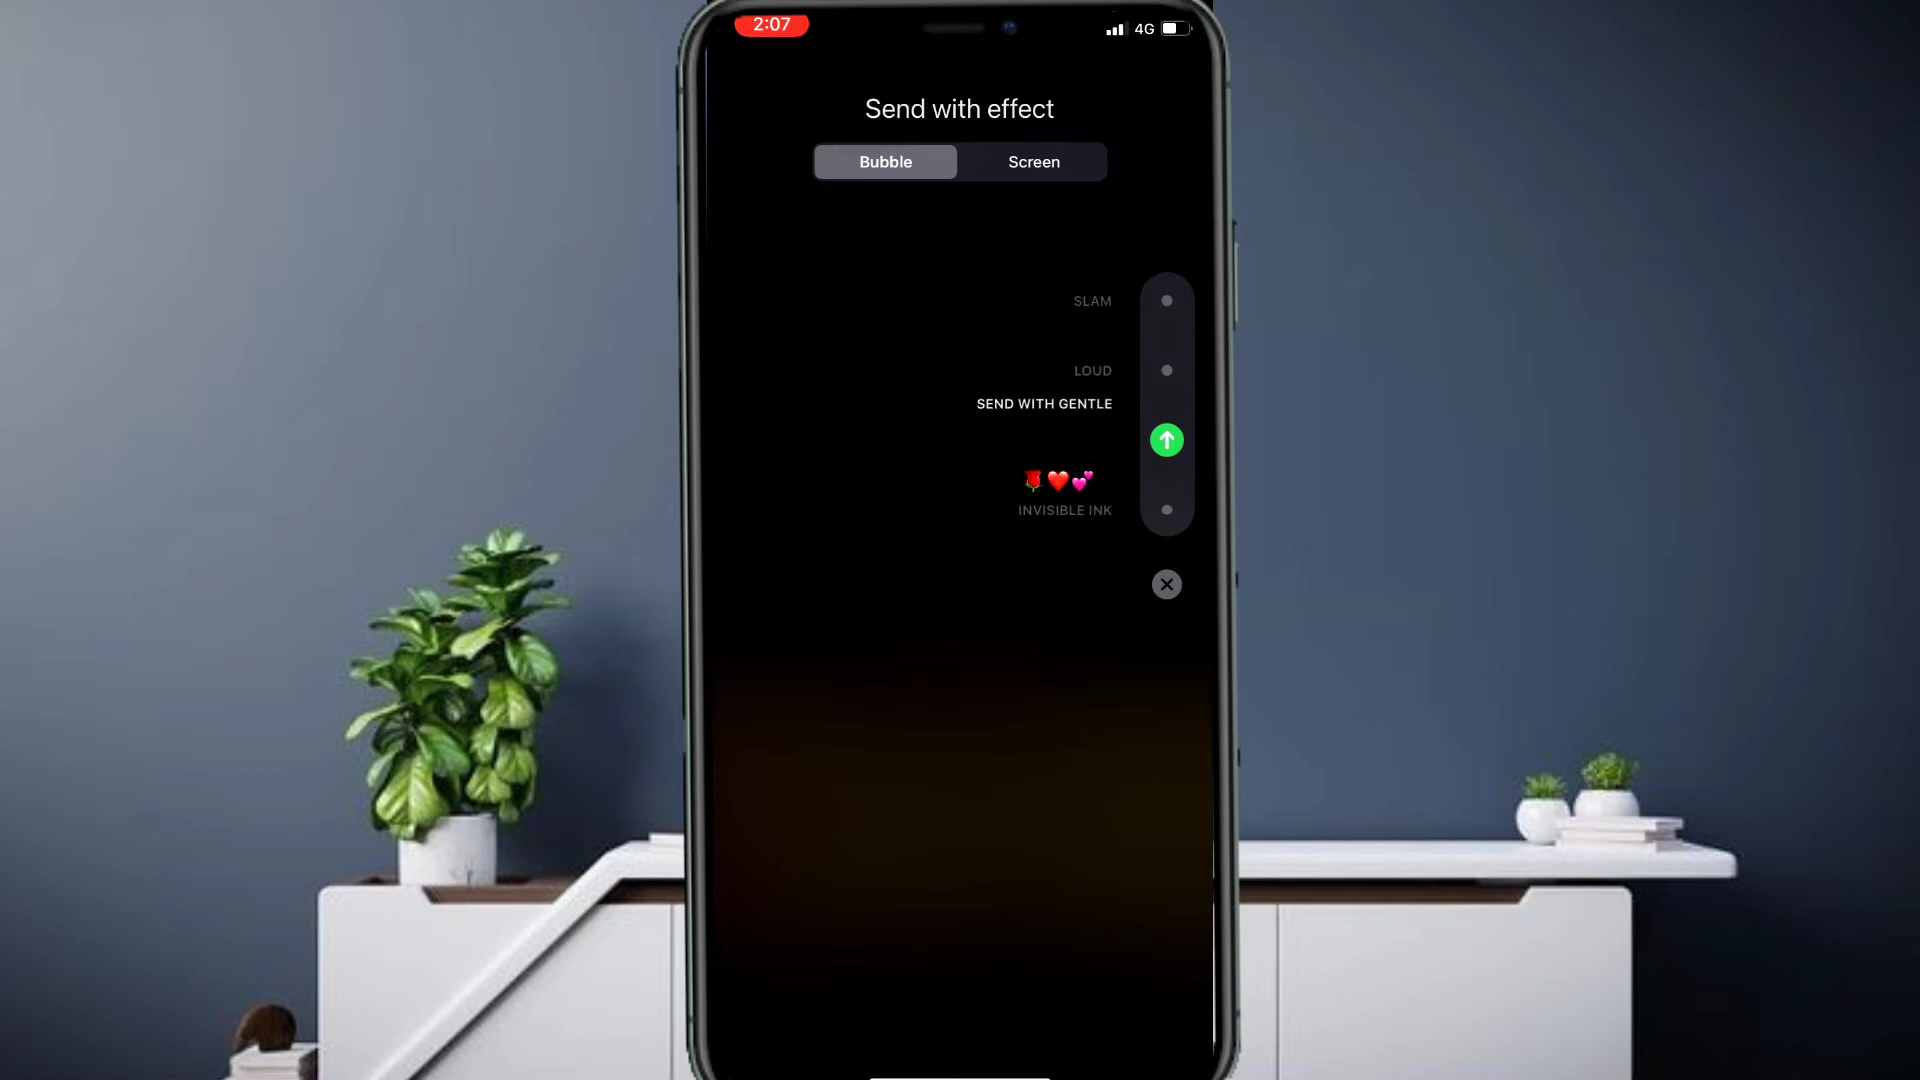 2:07
4G
Send with effect
Bubble Screen
SLAM
LOUD
SEND WITH GENTLE
🌹❤️💕
INVISIBLE INK